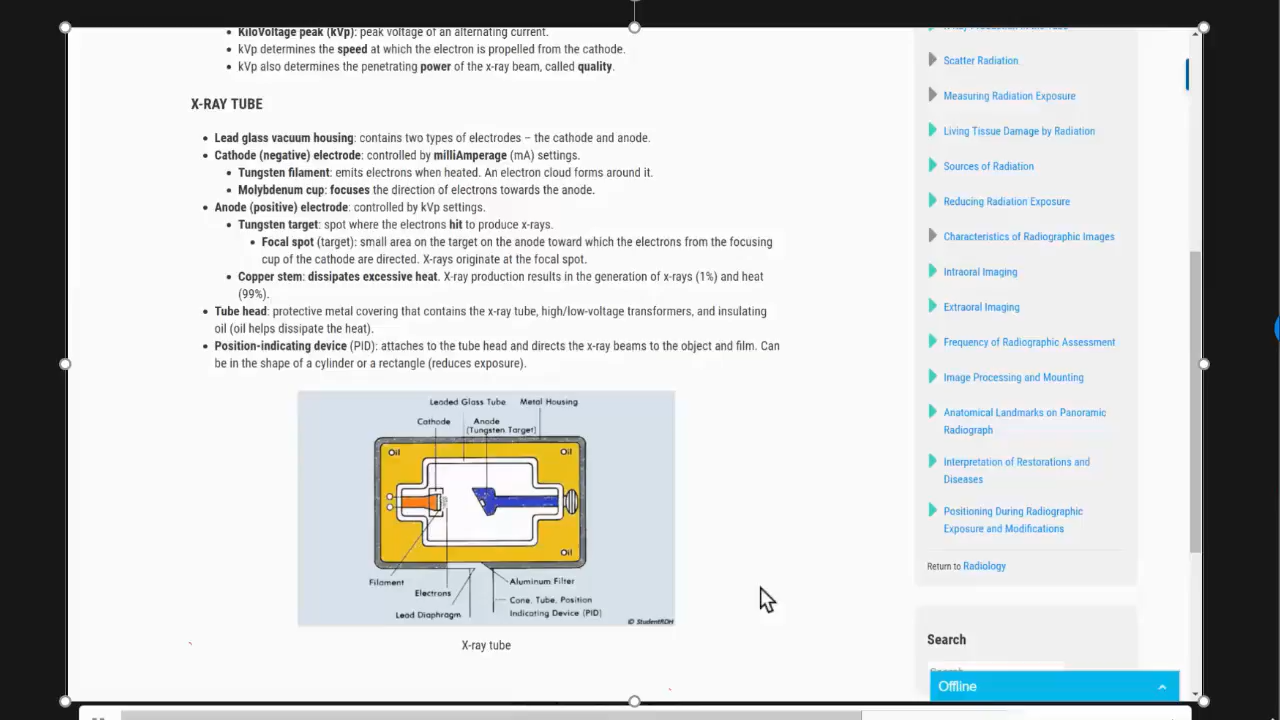 KiloVoltage peak (kVp): peak voltage of an alternating current.
kVp determines the speed at which the electron is propelled from the cathode.
kVp also determines the penetrating power of the x-ray beam, called quality.
X-RAY TUBE
Lead glass vacuum housing: contains two types of electrodes – the cathode and anode.
Cathode (negative) electrode: controlled by milliAmperage (mA) settings.
Tungsten filament: emits electrons when heated. An electron cloud forms around it.
Molybdenum cup: focuses the direction of electrons towards the anode.
Anode (positive) electrode: controlled by kVp settings.
Tungsten target: spot where the electrons hit to produce x-rays.
Focal spot (target): small area on the target on the anode toward which the electrons from the focusing
cup of the cathode are directed. X-rays originate at the focal spot.
Copper stem: dissipates excessive heat. X-ray production results in the generation of x-rays (1%) and heat
(99%).
Tube head: protective metal covering that contains the x-ray tube, high/low-voltage transformers, and insulating
oil (oil helps dissipate the heat).
Position-indicating device (PID): attaches to the tube head and directs the x-ray beams to the object and film. Can
be in the shape of a cylinder or a rectangle (reduces exposure).
Leaded Glass Tube
Metal Housing
Cathode
Anode
(Tungsten Target)
Oil
Oil
Oil
Filament
Electrons
Lead Diaphragm
Aluminum Filter
Cone, Tube, Position
Indicating Device (PID)
© StudentRDH
X-ray tube
Scatter Radiation
Measuring Radiation Exposure
Living Tissue Damage by Radiation
Sources of Radiation
Reducing Radiation Exposure
Characteristics of Radiographic Images
Intraoral Imaging
Extraoral Imaging
Frequency of Radiographic Assessment
Image Processing and Mounting
Anatomical Landmarks on Panoramic
Radiograph
Interpretation of Restorations and
Diseases
Positioning During Radiographic
Exposure and Modifications
Return to Radiology
Search
Offline